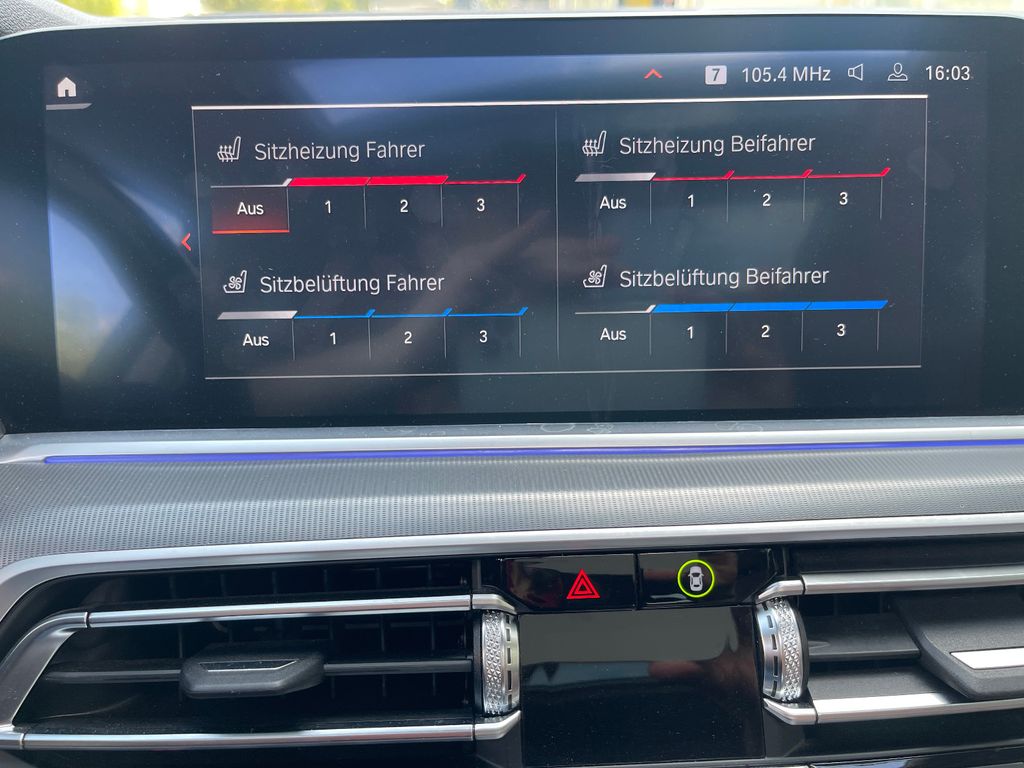 7 105.4 MHz 16:03
Sitzheizung Fahrer
Aus 1 2 3
Sitzheizung Beifahrer
Aus 1 2 3
Sitzbelüftung Fahrer
Aus 1 2 3
Sitzbelüftung Beifahrer
Aus 1 2 3